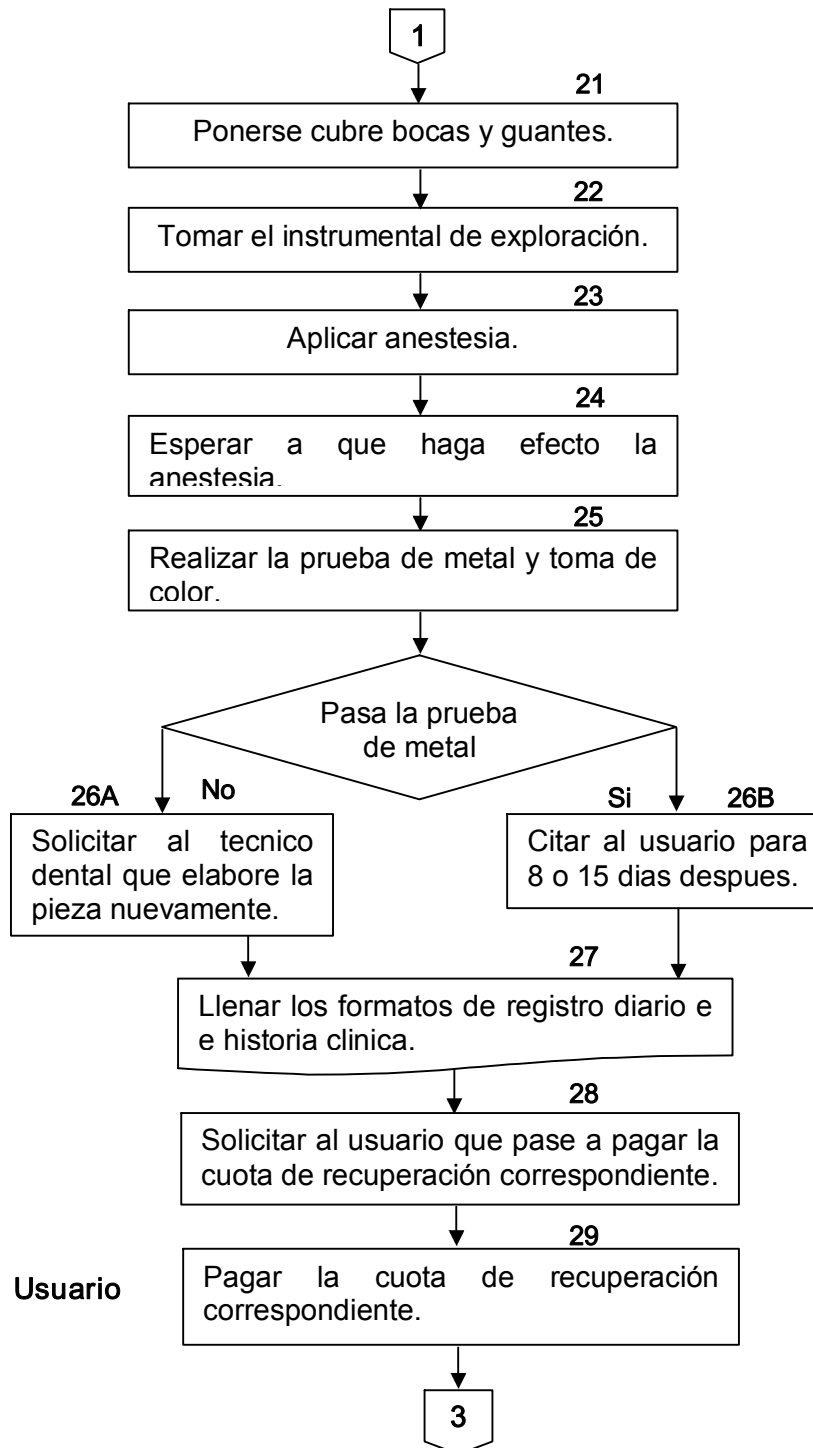 1
21
Ponerse cubre bocas y guantes.
22
Tomar el instrumental de exploración.
23
Aplicar anestesia.
24
Esperar a que haga efecto la
anestesia.
25
Realizar la prueba de metal y toma de
color.
Pasa la prueba
de metal
26A No
Si 26B
Solicitar al tecnico
dental que elabore la
pieza nuevamente.
Citar al usuario para
8 o 15 dias despues.
27
Llenar los formatos de registro diario e
e historia clinica.
28
Solicitar al usuario que pase a pagar la
cuota de recuperación correspondiente.
29
Usuario
Pagar la cuota de recuperación
correspondiente.
3